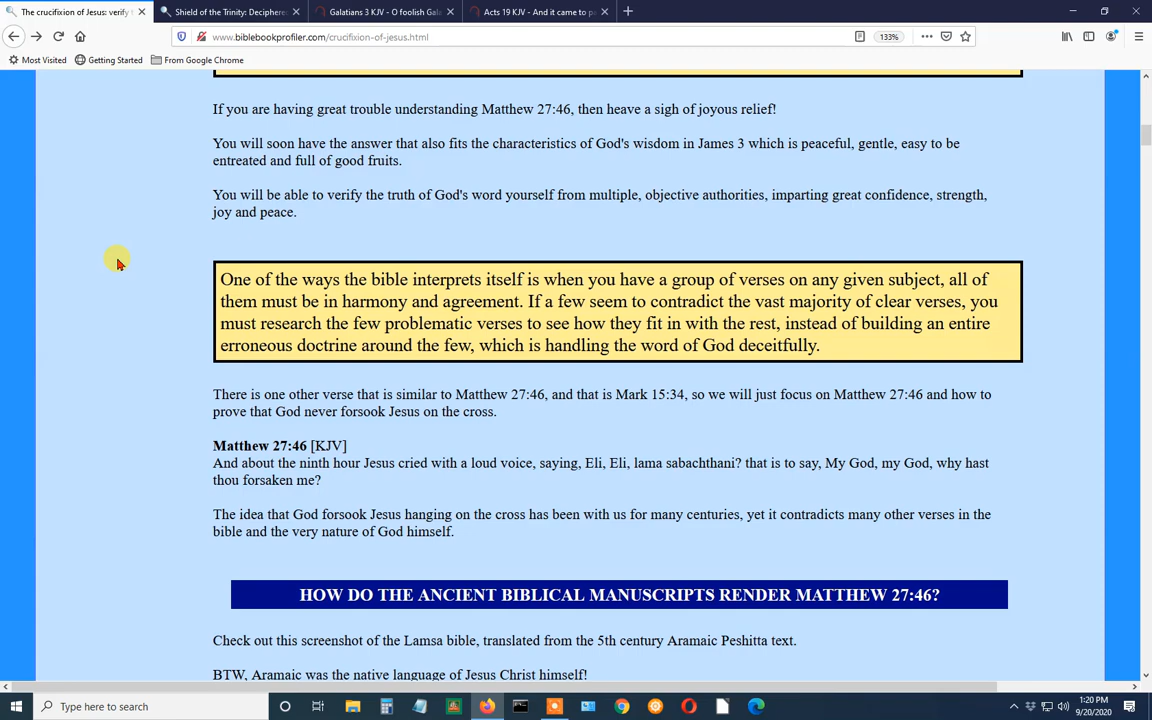 The crucifixion of Jesus: verify
Shield of the Trinity: Deciphere
Galatians 3 KJV - O foolish Gala
Acts 19 KJV - And it came to pa
www.biblebookprofiler.com/crucifixion-of-jesus.html
133%
Most Visited
Getting Started
From Google Chrome
If you are having great trouble understanding Matthew 27:46, then heave a sigh of joyous relief!
You will soon have the answer that also fits the characteristics of God's wisdom in James 3 which is peaceful, gentle, easy to be
entreated and full of good fruits.
You will be able to verify the truth of God's word yourself from multiple, objective authorities, imparting great confidence, strength,
joy and peace.
One of the ways the bible interprets itself is when you have a group of verses on any given subject, all of
them must be in harmony and agreement. If a few seem to contradict the vast majority of clear verses, you
must research the few problematic verses to see how they fit in with the rest, instead of building an entire
erroneous doctrine around the few, which is handling the word of God deceitfully.
There is one other verse that is similar to Matthew 27:46, and that is Mark 15:34, so we will just focus on Matthew 27:46 and how to
prove that God never forsook Jesus on the cross.
Matthew 27:46 [KJV]
And about the ninth hour Jesus cried with a loud voice, saying, Eli, Eli, lama sabachthani? that is to say, My God, my God, why hast
thou forsaken me?
The idea that God forsook Jesus hanging on the cross has been with us for many centuries, yet it contradicts many other verses in the
bible and the very nature of God himself.
HOW DO THE ANCIENT BIBLICAL MANUSCRIPTS RENDER MATTHEW 27:46?
Check out this screenshot of the Lamsa bible, translated from the 5th century Aramaic Peshitta text.
BTW, Aramaic was the native language of Jesus Christ himself!
Type here to search
1:20 PM
9/20/2020